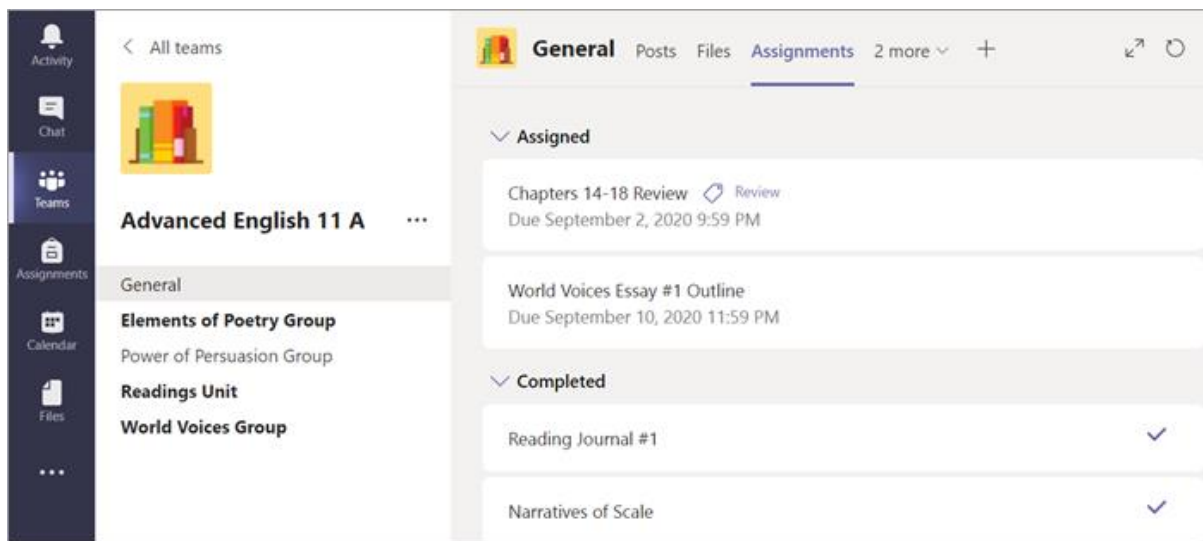 Activity
Chat
Teams
Assignments
Calendar
Files
All teams
Advanced English 11 A
General
Elements of Poetry Group
Power of Persuasion Group
Readings Unit
World Voices Group
General Posts Files Assignments 2 more
Assigned
Chapters 14-18 Review Review
Due September 2, 2020 9:59 PM
World Voices Essay #1 Outline
Due September 10, 2020 11:59 PM
Completed
Reading Journal #1
Narratives of Scale